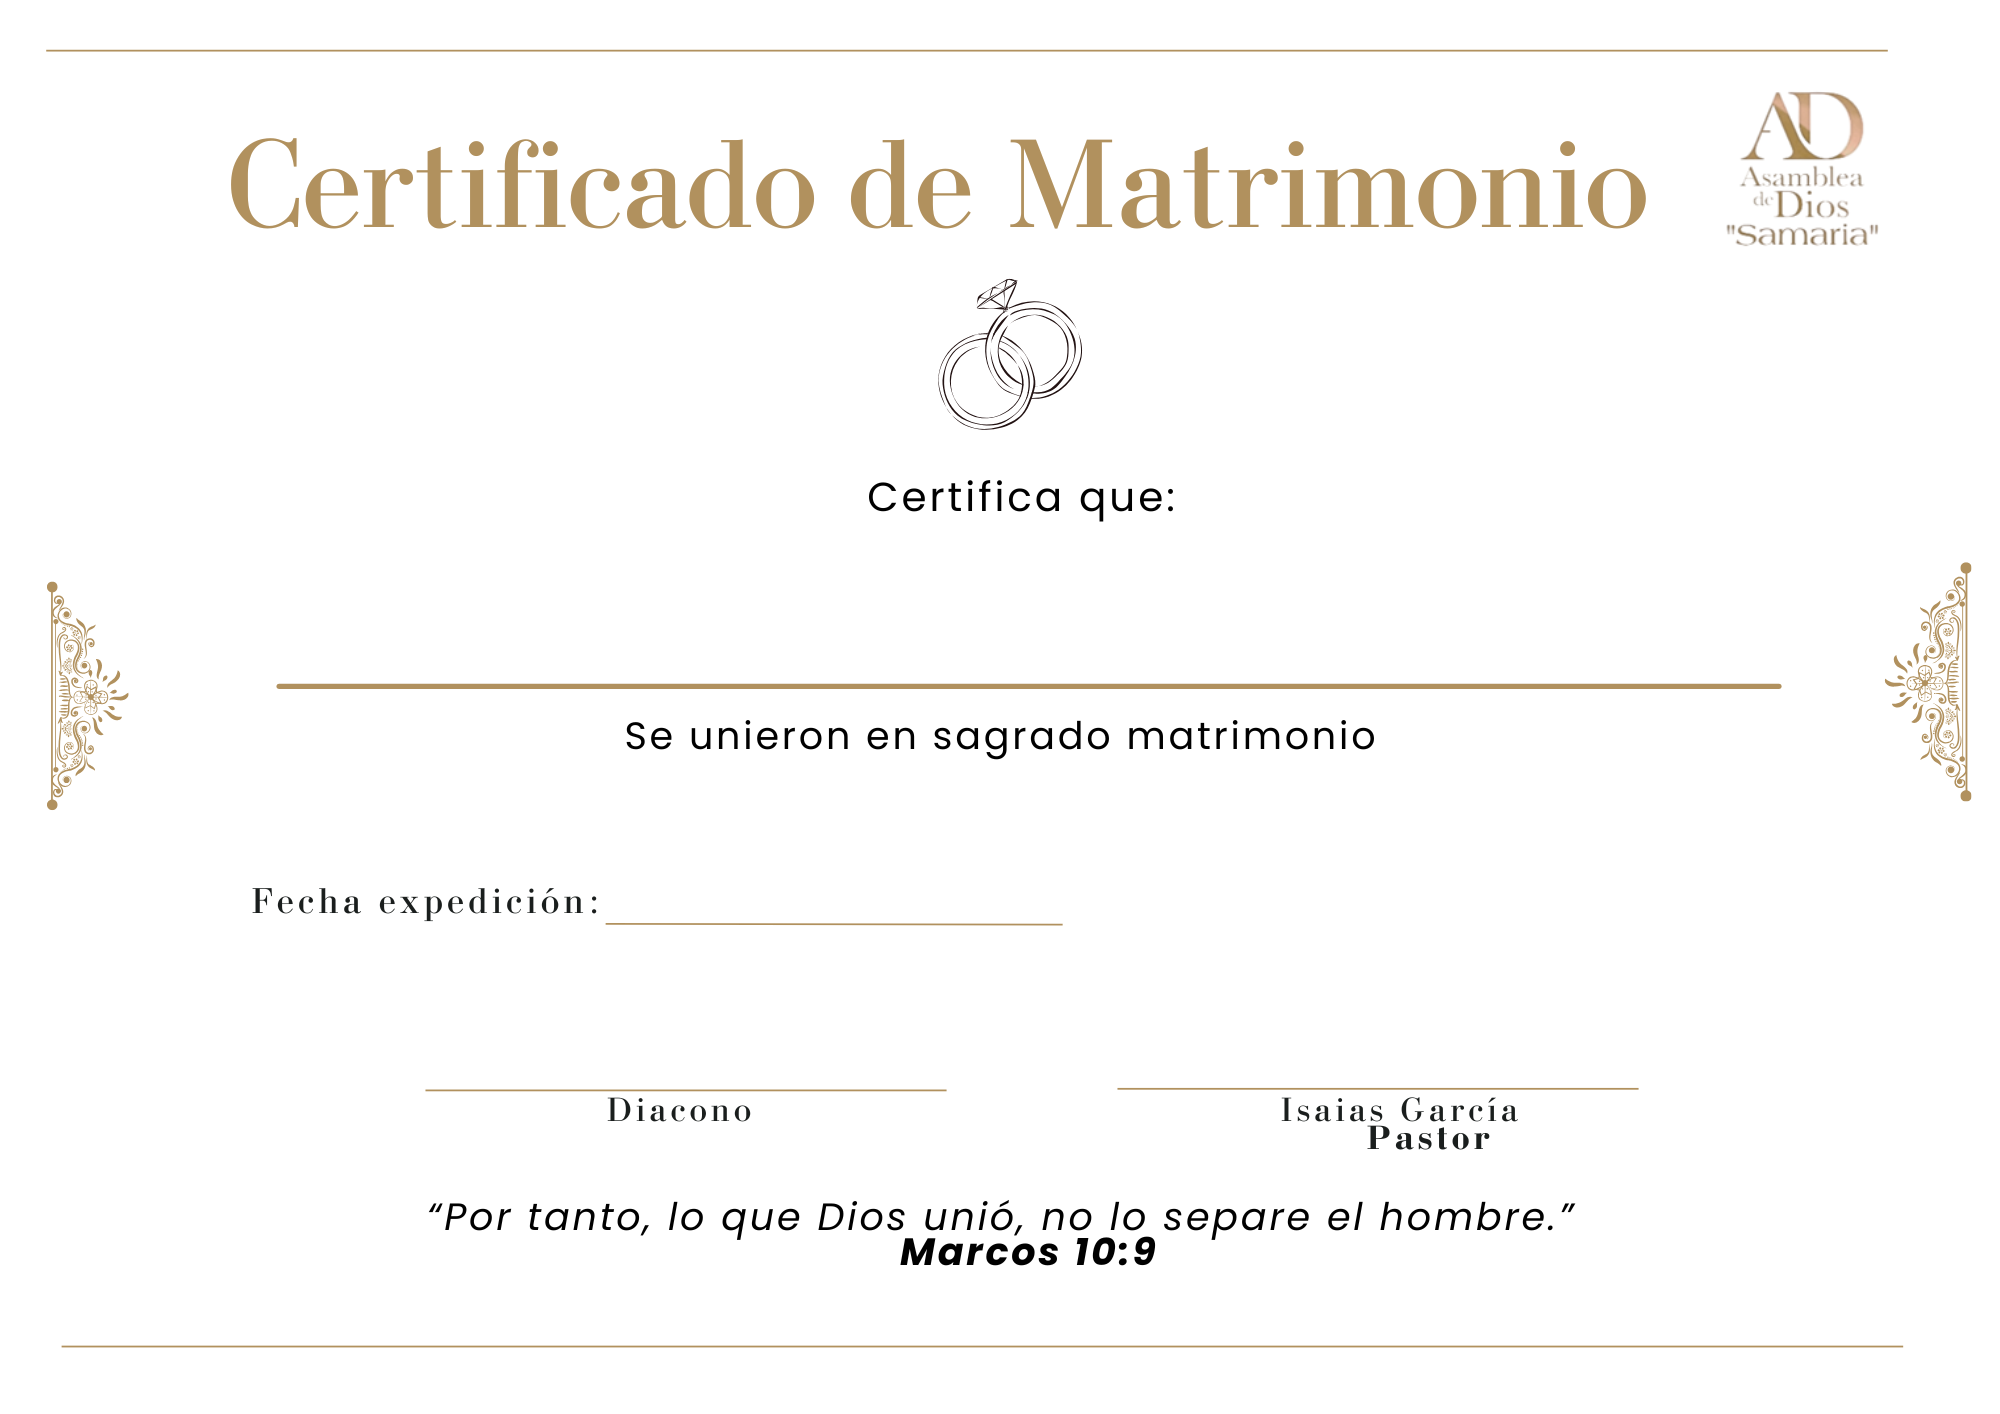 Certificado de Matrimonio
AD
Asamblea
de Dios
"Samaria"
Certifica que:
Se unieron en sagrado matrimonio
Fecha expedición:
Diacono
Isaias García
Pastor
“Por tanto, lo que Dios unió, no lo separe el hombre.”
Marcos 10:9